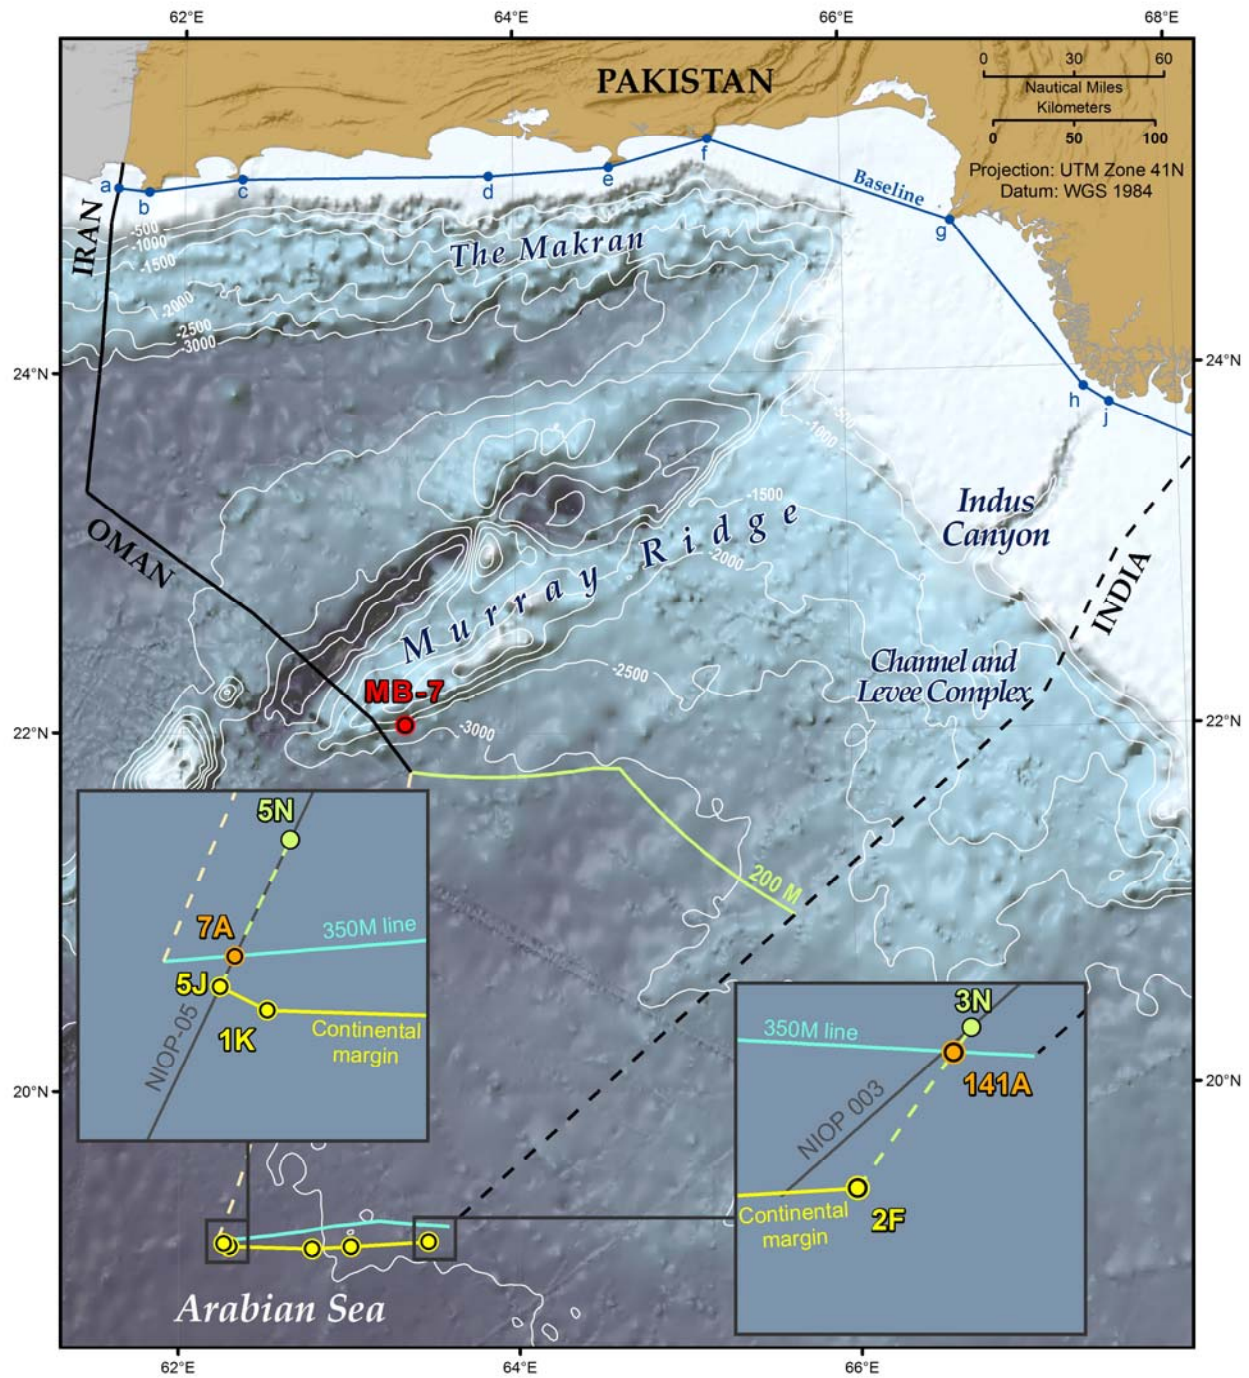 62°E
64°E
66°E
68°E
PAKISTAN
0 30 60
Nautical Miles
Kilometers
0 50 100
Projection: UTM Zone 41N
Datum: WGS 1984
a
b
c
d
e
f
Baseline
g
h
j
IRAN
-500
-1000
-1500
-2000
-2500
-3000
The Makran
24°N
24°N
-500
-1000
-1500
-2000
-2500
-3000
OMAN
Murray Ridge
Indus
Canyon
INDIA
Channel and
Levee Complex
MB-7
22°N
22°N
200 M
5N
7A
350M line
5J
1K
NIOP-05
Continental
margin
20°N
20°N
3N
350M line
141A
NIOP 003
Continental
margin
2F
Arabian Sea
62°E
64°E
66°E